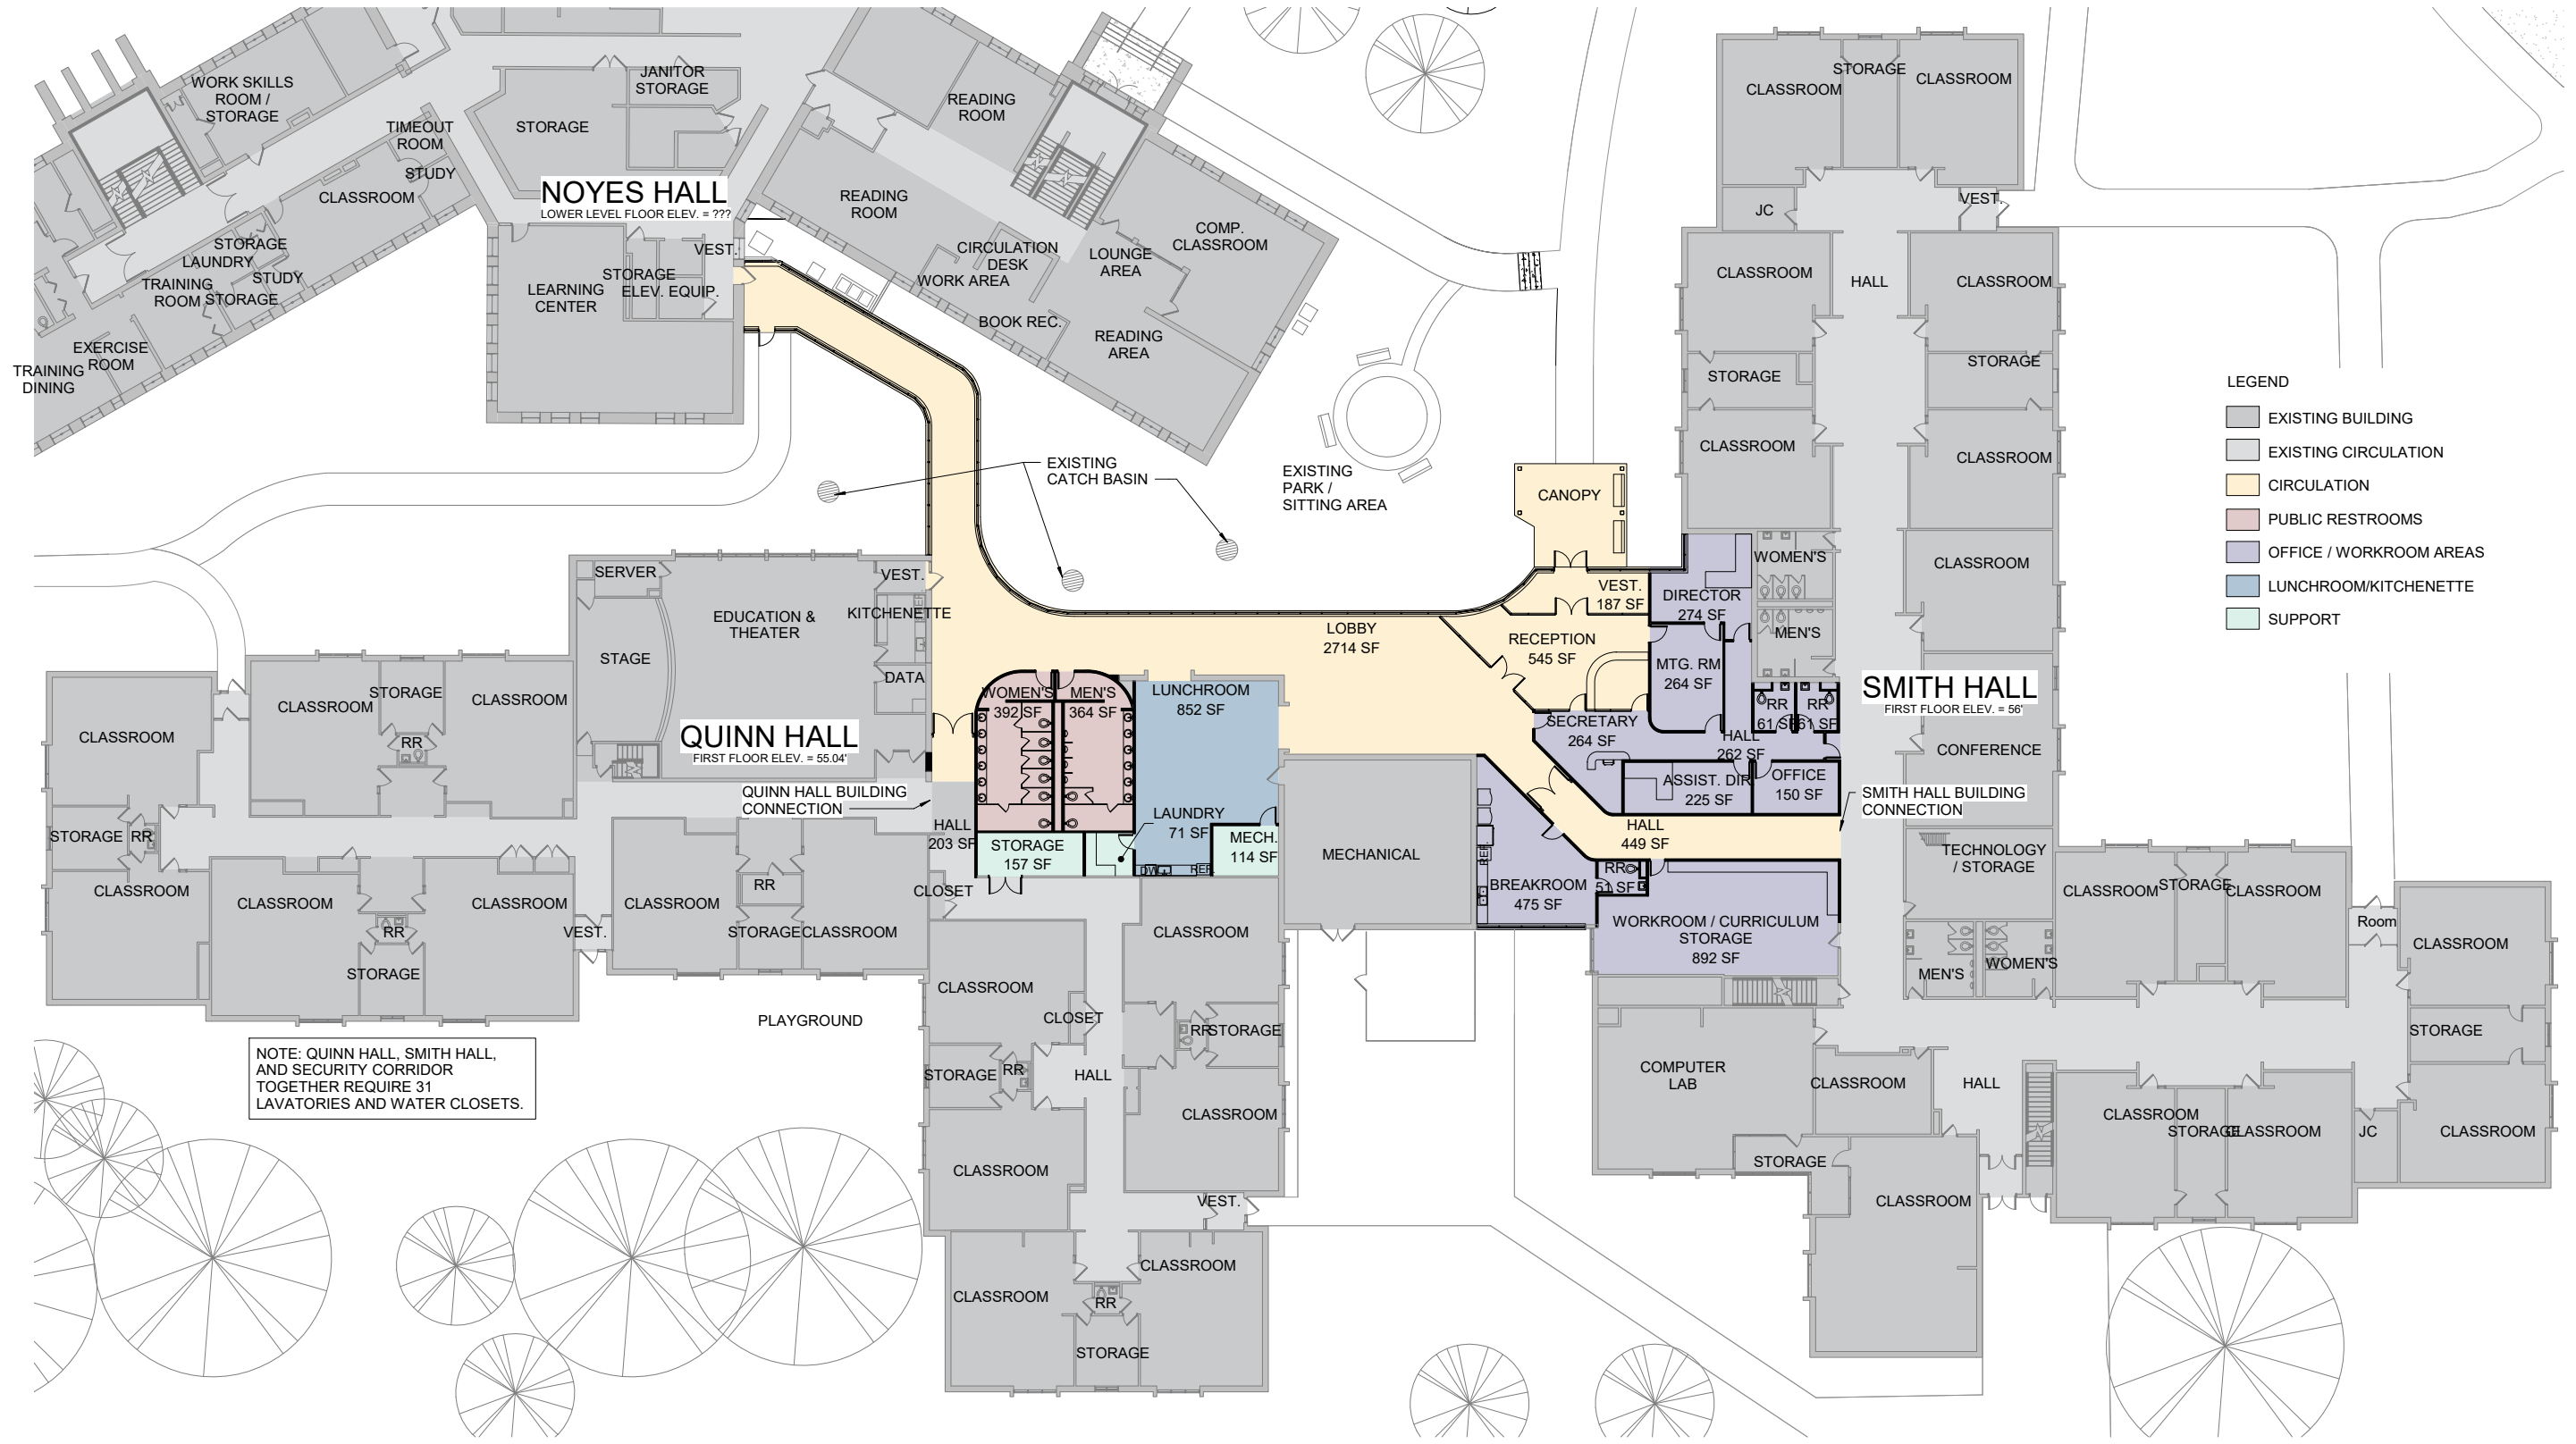 WORK SKILLS
ROOM /
STORAGE
TIMEOUT
ROOM
STUDY
CLASSROOM
STORAGE
LAUNDRY
STUDY
TRAINING
ROOM
STORAGE
EXERCISE
ROOM
TRAINING
DINING
JANITOR
STORAGE
STORAGE
NOYES HALL
LOWER LEVEL FLOOR ELEV. = ???
VEST.
STORAGE
ELEV. EQUIP.
LEARNING
CENTER
READING
ROOM
READING
ROOM
CIRCULATION
DESK
WORK AREA
LOUNGE
AREA
COMP.
CLASSROOM
BOOK REC.
READING
AREA
EXISTING
CATCH BASIN
EXISTING
PARK /
SITTING AREA
CANOPY
CLASSROOM
STORAGE
CLASSROOM
JC
VEST.
CLASSROOM
HALL
CLASSROOM
STORAGE
STORAGE
CLASSROOM
CLASSROOM
WOMEN'S
CLASSROOM
MEN'S
SMITH HALL
FIRST FLOOR ELEV. = 56'
CONFERENCE
SMITH HALL BUILDING
CONNECTION
TECHNOLOGY
/ STORAGE
LEGEND
EXISTING BUILDING
EXISTING CIRCULATION
CIRCULATION
PUBLIC RESTROOMS
OFFICE / WORKROOM AREAS
LUNCHROOM/KITCHENETTE
SUPPORT
SERVER
VEST.
EDUCATION &
THEATER
KITCHENETTE
REF.
STAGE
DATA
QUINN HALL
FIRST FLOOR ELEV. = 55.04'
QUINN HALL BUILDING
CONNECTION
CLASSROOM
CLASSROOM
STORAGE
CLASSROOM
RR
STORAGE
RR
CLASSROOM
CLASSROOM
CLASSROOM
RR
STORAGE
VEST.
CLASSROOM
RR
STORAGE
CLASSROOM
LOBBY
2714 SF
VEST.
187 SF
RECEPTION
545 SF
DIRECTOR
274 SF
MTG. RM
264 SF
RR
61 SF
RR
61 SF
SECRETARY
264 SF
HALL
262 SF
ASSIST. DIR.
225 SF
OFFICE
150 SF
HALL
449 SF
WOMEN'S
392 SF
MEN'S
364 SF
LUNCHROOM
852 SF
LAUNDRY
71 SF
MECH.
114 SF
DW
REF.
HALL
203 SF
STORAGE
157 SF
MECHANICAL
REF.
BREAKROOM
475 SF
RR
51 SF
WORKROOM / CURRICULUM
STORAGE
892 SF
CLOSET
CLASSROOM
CLASSROOM
CLOSET
RR
STORAGE
STORAGE
RR
HALL
CLASSROOM
CLASSROOM
VEST.
CLASSROOM
CLASSROOM
RR
STORAGE
PLAYGROUND
NOTE: QUINN HALL, SMITH HALL,
AND SECURITY CORRIDOR
TOGETHER REQUIRE 31
LAVATORIES AND WATER CLOSETS.
CLASSROOM
STORAGE
CLASSROOM
Room
CLASSROOM
MEN'S
WOMEN'S
STORAGE
COMPUTER
LAB
CLASSROOM
HALL
STORAGE
CLASSROOM
CLASSROOM
STORAGE
CLASSROOM
JC
CLASSROOM